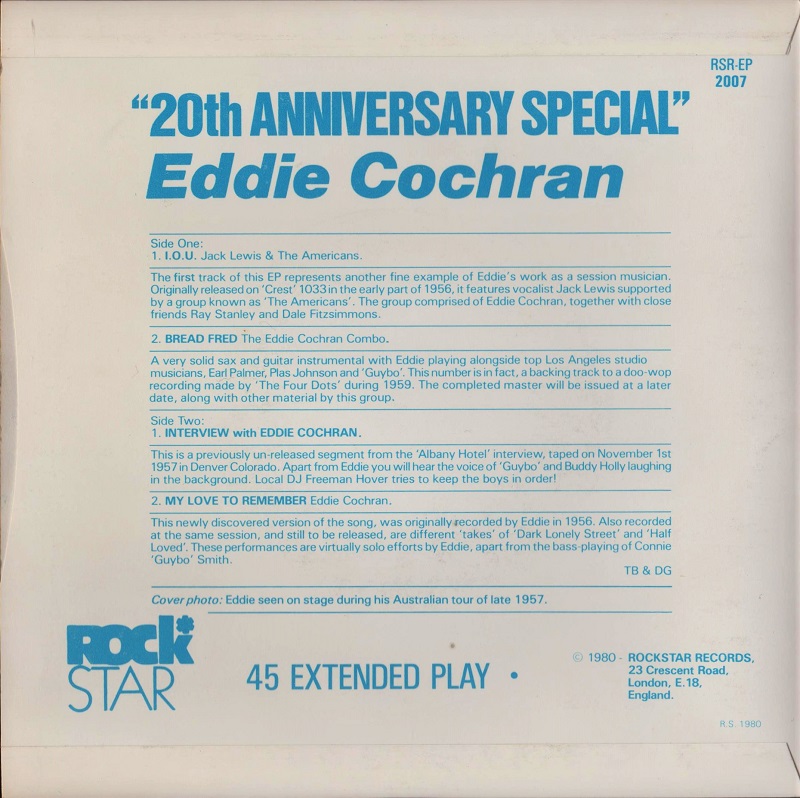 RSR-EP
2007
“20th ANNIVERSARY SPECIAL”
Eddie Cochran
Side One:
1. I.O.U. Jack Lewis & The Americans.
The first track of this EP represents another fine example of Eddie's work as a session musician.
Originally released on 'Crest' 1033 in the early part of 1956, it features vocalist Jack Lewis supported
by a group known as 'The Americans'. The group comprised of Eddie Cochran, together with close
friends Ray Stanley and Dale Fitzsimmons.
2. BREAD FRED The Eddie Cochran Combo.
A very solid sax and guitar instrumental with Eddie playing alongside top Los Angeles studio
musicians, Earl Palmer, Plas Johnson and 'Guybo'. This number is in fact, a backing track to a doo-wop
recording made by 'The Four Dots' during 1959. The completed master will be issued at a later
date, along with other material by this group.
Side Two:
1. INTERVIEW with EDDIE COCHRAN.
This is a previously un-released segment from the 'Albany Hotel' interview, taped on November 1st
1957 in Denver Colorado. Apart from Eddie you will hear the voice of 'Guybo' and Buddy Holly laughing
in the background. Local DJ Freeman Hover tries to keep the boys in order!
2. MY LOVE TO REMEMBER Eddie Cochran.
This newly discovered version of the song, was originally recorded by Eddie in 1956. Also recorded
at the same session, and still to be released, are different 'takes' of 'Dark Lonely Street' and 'Half
Loved'. These performances are virtually solo efforts by Eddie, apart from the bass-playing of Connie
'Guybo' Smith.
TB & DG
Cover photo: Eddie seen on stage during his Australian tour of late 1957.
ROCK
STAR
45 EXTENDED PLAY •
© 1980 - ROCKSTAR RECORDS,
23 Crescent Road,
London, E.18,
England.
R.S. 1980